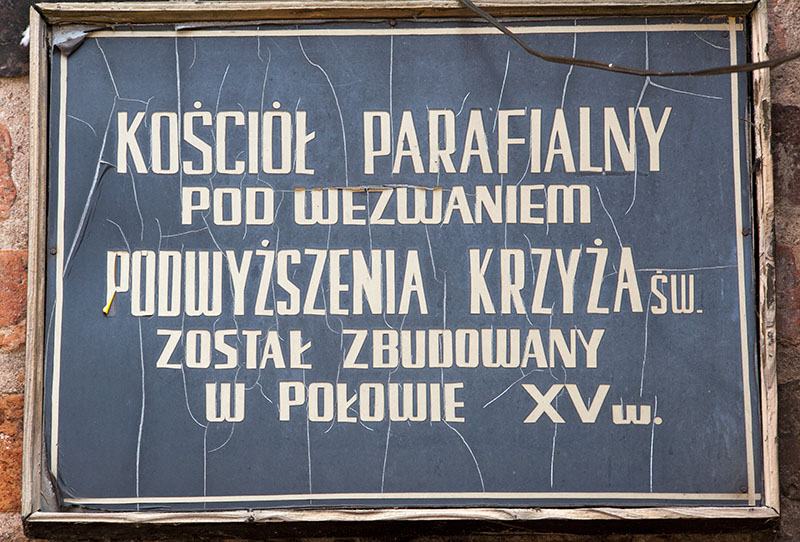 KOŚCIÓŁ PARAFIALNY
POD WEZWANIEM
PODWYŻSZENIA KRZYŻA ŚW.
ZOSTAŁ ZBUDOWANY
W POŁOWIE XV w.